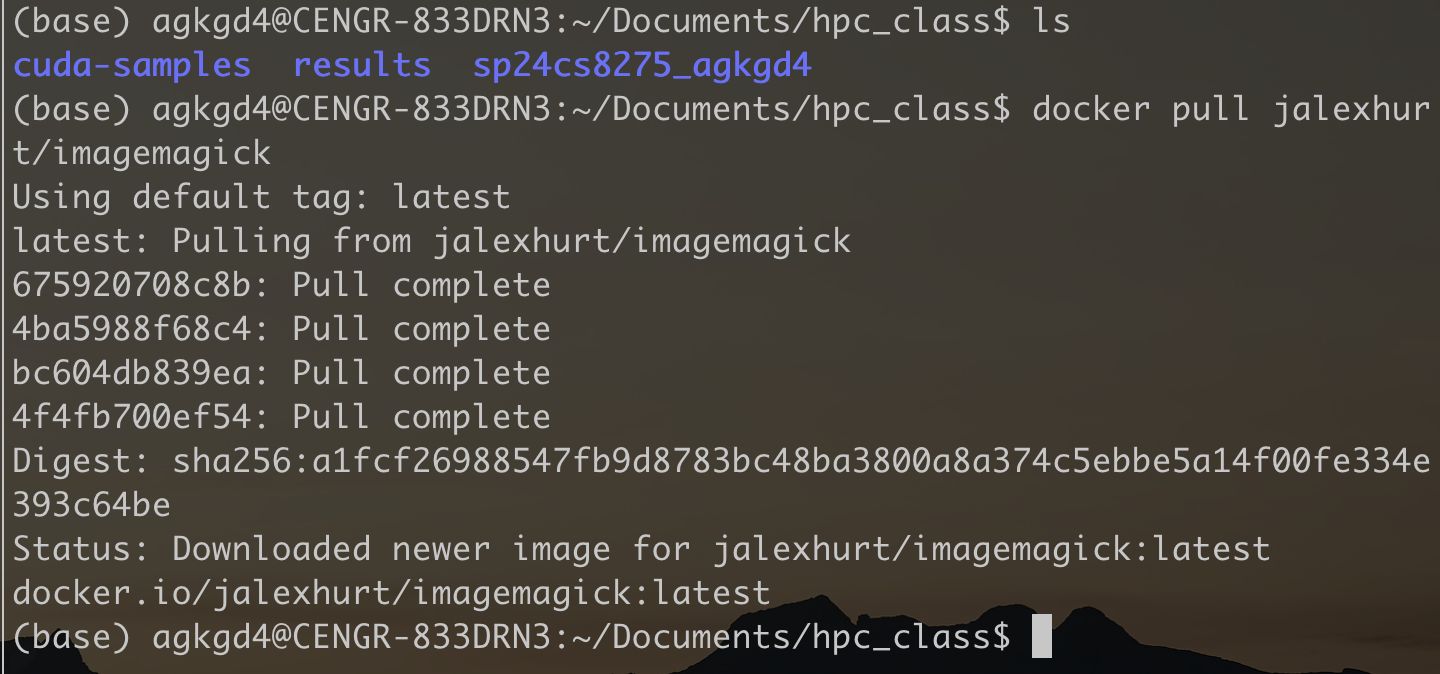 (base) agkgd4@CENGR-833DRN3:~/Documents/hpc_class$ ls
cuda-samples  results  sp24cs8275_agkgd4
(base) agkgd4@CENGR-833DRN3:~/Documents/hpc_class$ docker pull jalexhur
t/imagemagick
Using default tag: latest
latest: Pulling from jalexhurt/imagemagick
675920708c8b: Pull complete
4ba5988f68c4: Pull complete
bc604db839ea: Pull complete
4f4fb700ef54: Pull complete
Digest: sha256:a1fcf26988547fb9d8783bc48ba3800a8a374c5ebbe5a14f00fe334e
393c64be
Status: Downloaded newer image for jalexhurt/imagemagick:latest
docker.io/jalexhurt/imagemagick:latest
(base) agkgd4@CENGR-833DRN3:~/Documents/hpc_class$